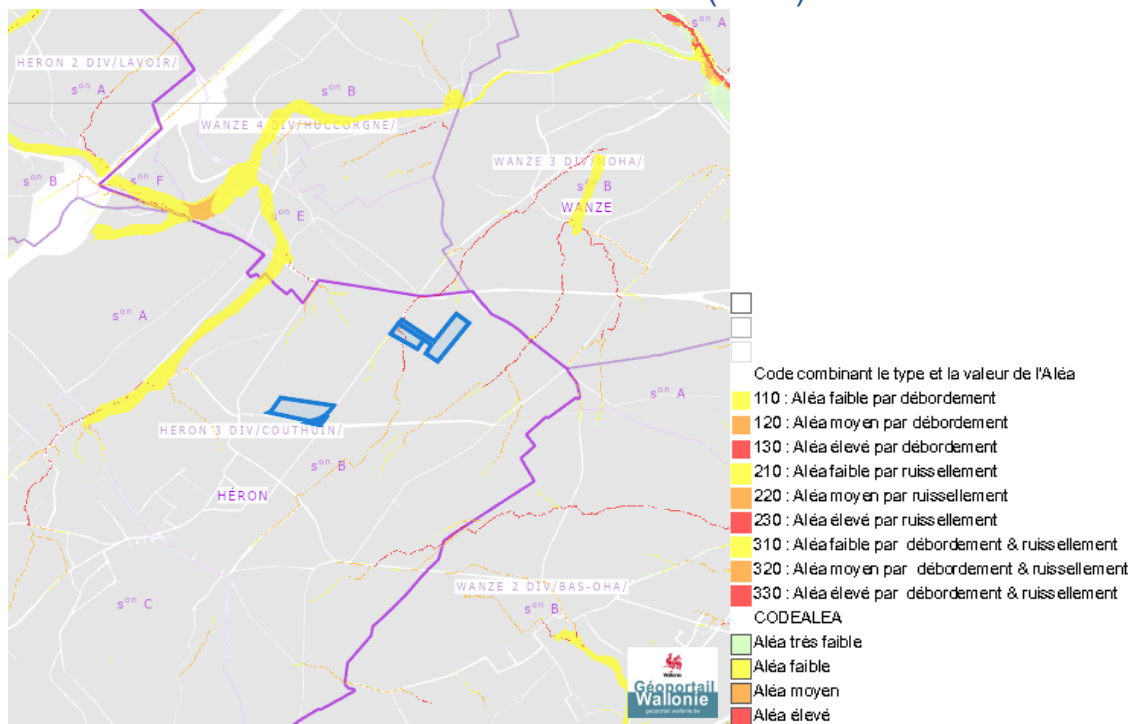 HERON 2 DIV/LAVOIR/
sᵒⁿ A
sᵒⁿ B
sᵒⁿ A
WANZE 4 DIV/HUCCORGNE/
WANZE 3 DIV/MOHA/
sᵒⁿ B
sᵒⁿ F
sᵒⁿ B
WANZE
sᵒⁿ E
sᵒⁿ A
sᵒⁿ A
HERON 3 DIV/COUTHUIN/
sᵒⁿ B
HÉRON
WANZE 2 DIV/BAS-OHA/
sᵒⁿ C
sᵒⁿ B
Wallonie
Géoportail
Wallonie
geoportail.wallonie.be
Code combinant le type et la valeur de l'Aléa
110 : Aléa faible par débordement
120 : Aléa moyen par débordement
130 : Aléa élevé par débordement
210 : Aléa faible par ruissellement
220 : Aléa moyen par ruissellement
230 : Aléa élevé par ruissellement
310 : Aléa faible par débordement & ruissellement
320 : Aléa moyen par débordement & ruissellement
330 : Aléa élevé par débordement & ruissellement
CODEALEA
Aléa très faible
Aléa faible
Aléa moyen
Aléa élevé